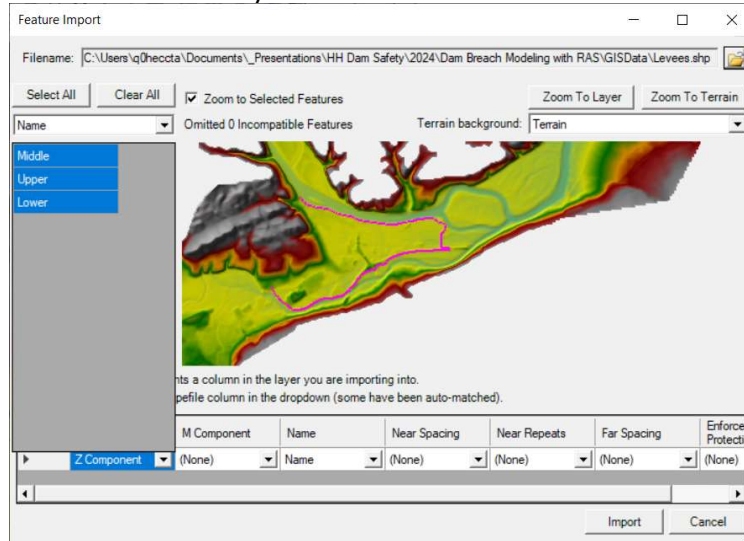 Feature Import
Filename: C:\Users\q0heccta\Documents\_Presentations\HH Dam Safety\2024\Dam Breach Modeling with RAS\GISData\Levees.shp
Select All Clear All Zoom to Selected Features Zoom To Layer Zoom To Terrain
Name Omitted 0 Incompatible Features Terrain background: Terrain
Middle
Upper
Lower
nts a column in the layer you are importing into.
pefile column in the dropdown (some have been auto-matched).
M Component Name Near Spacing Near Repeats Far Spacing Enforce
Protecti
Z Component (None) Name (None) (None) (None) (None)
Import Cancel